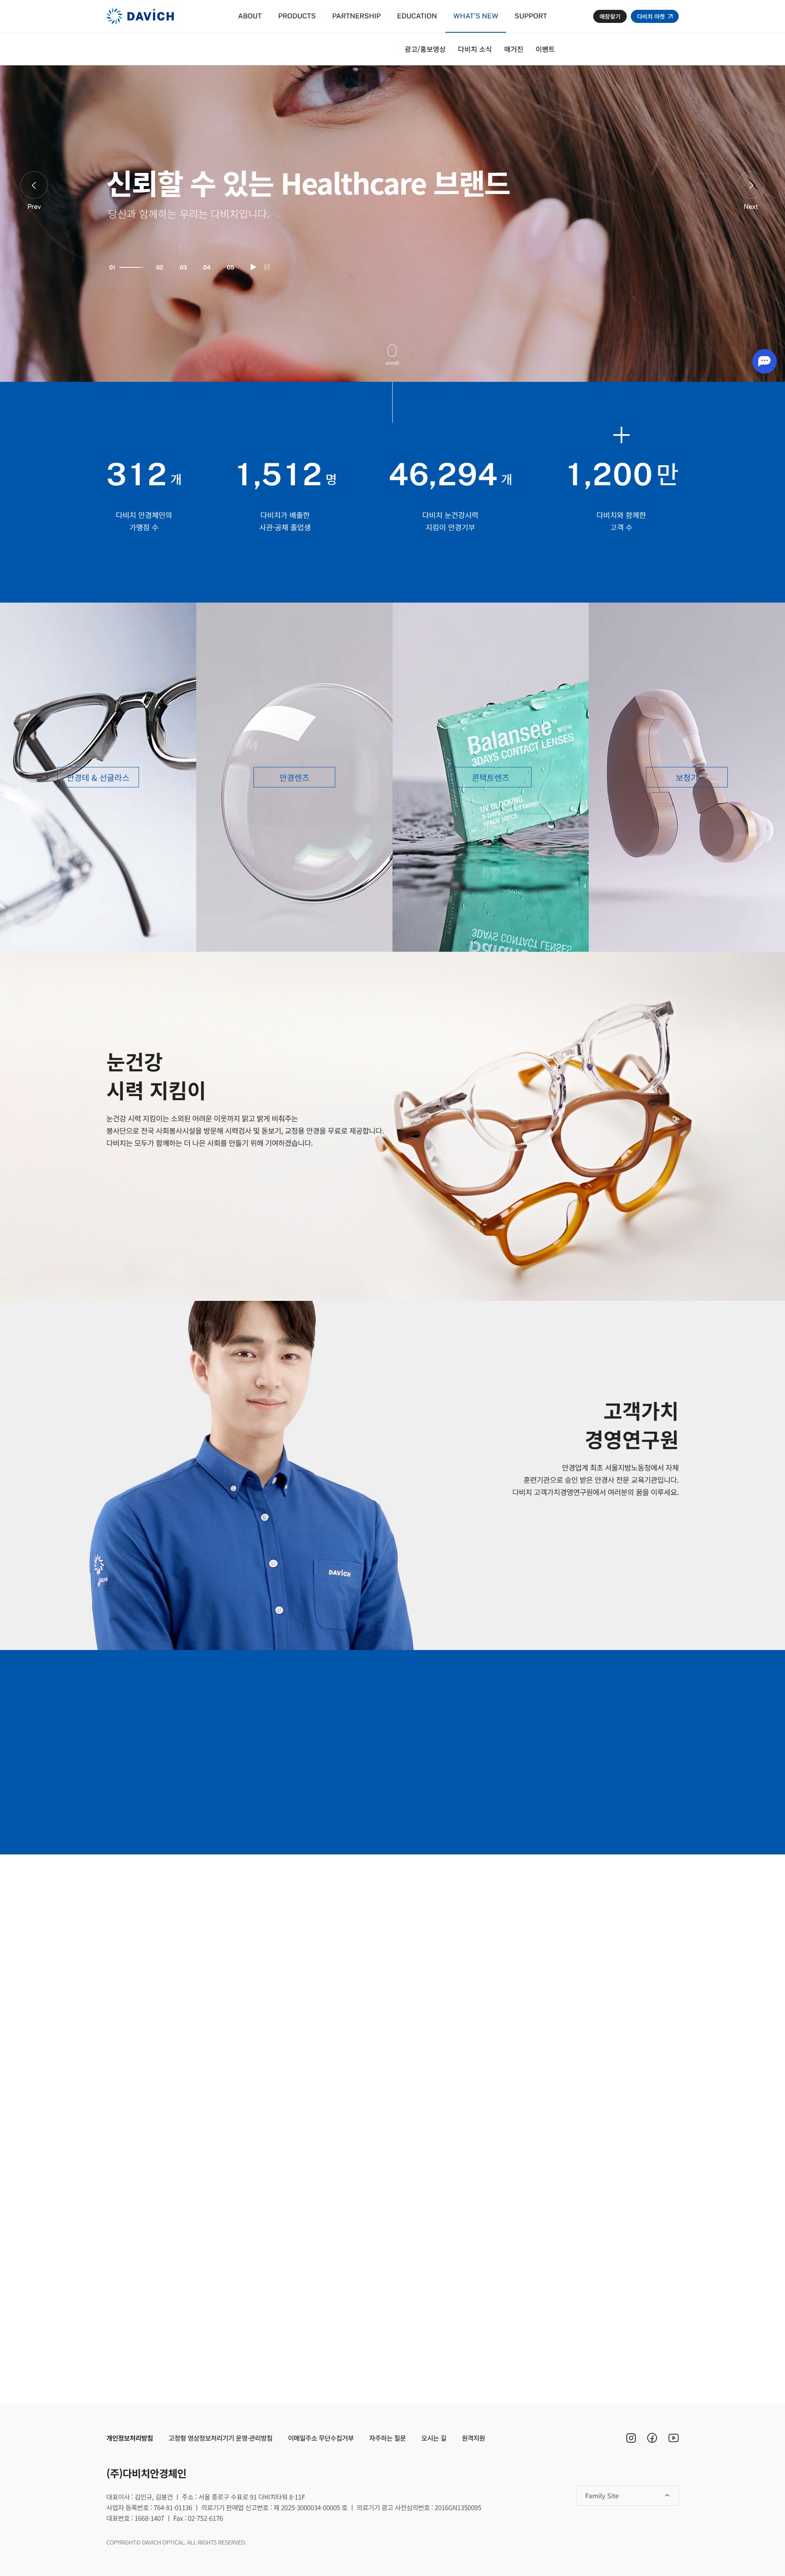 DAVICH
ABOUT PRODUCTS PARTNERSHIP EDUCATION WHAT'S NEW SUPPORT
매장찾기 다비치 마켓
광고/홍보영상 다비치 소식 매거진 이벤트
신뢰할 수 있는 Healthcare 브랜드
당신과 함께하는 우리는 다비치입니다.
Prev
Next
01 02 03 04 05
scroll
312 개
다비치 안경체인의
가맹점 수
1,512 명
다비치가 배출한
사관·공채 졸업생
46,294 개
다비치 눈건강시력
지킴이 안경기부
+
1,200 만
다비치와 함께한
고객 수
안경테 & 선글라스
안경렌즈
Balansee
3DAYS CONTACT LENSES
콘택트렌즈
UV BLOCKING
보청기
눈건강
시력 지킴이
눈건강 시력 지킴이는 소외된 어려운 이웃까지 맑고 밝게 비춰주는
봉사단으로 전국 사회봉사시설을 방문해 시력검사 및 돋보기, 교정용 안경을 무료로 제공합니다.
다비치는 모두가 함께하는 더 나은 사회를 만들기 위해 기여하겠습니다.
고객가치
경영연구원
안경업계 최초 서울지방노동청에서 자체
훈련기관으로 승인 받은 안경사 전문 교육기관입니다.
다비치 고객가치경영연구원에서 여러분의 꿈을 이루세요.
DAVICH
개인정보처리방침 고정형 영상정보처리기기 운영·관리방침 이메일주소 무단수집거부 자주하는 질문 오시는 길 원격지원
(주)다비치안경체인
대표이사 : 김민규, 김봉건 | 주소 : 서울 종로구 수표로 91 다비치타워 8-11F
사업자 등록번호 : 764-81-01136 | 의료기기 판매업 신고번호 : 제 2025-3000034-00005 호 | 의료기기 광고 사전심의번호 : 2016GN1350095
대표번호 : 1668-1407 | Fax : 02-752-6176
Family Site
COPYRIGHT© DAVICH OPTICAL. ALL RIGHTS RESERVED.